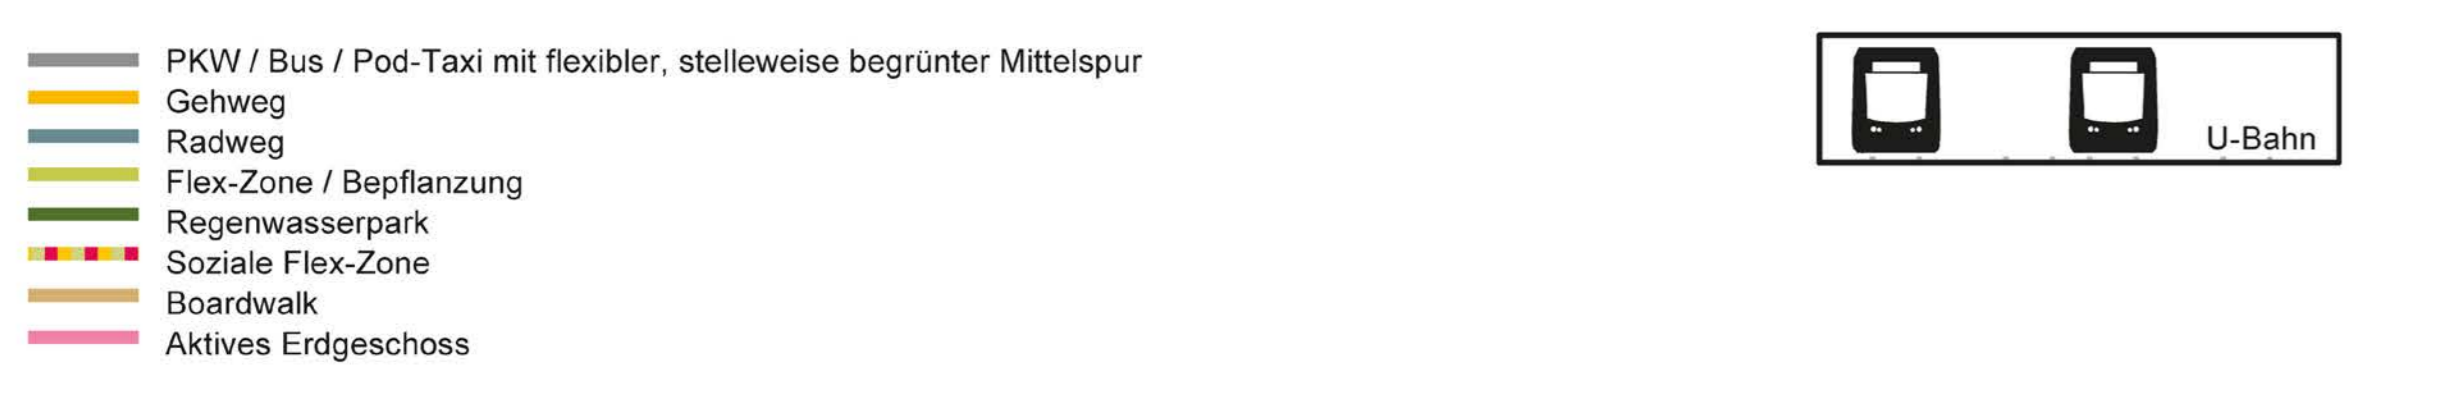 PKW / Bus / Pod-Taxi mit flexibler, stelleweise begrünter Mittelspur
Gehweg
Radweg
Flex-Zone / Bepflanzung
Regenwasserpark
Soziale Flex-Zone
Boardwalk
Aktives Erdgeschoss
U-Bahn